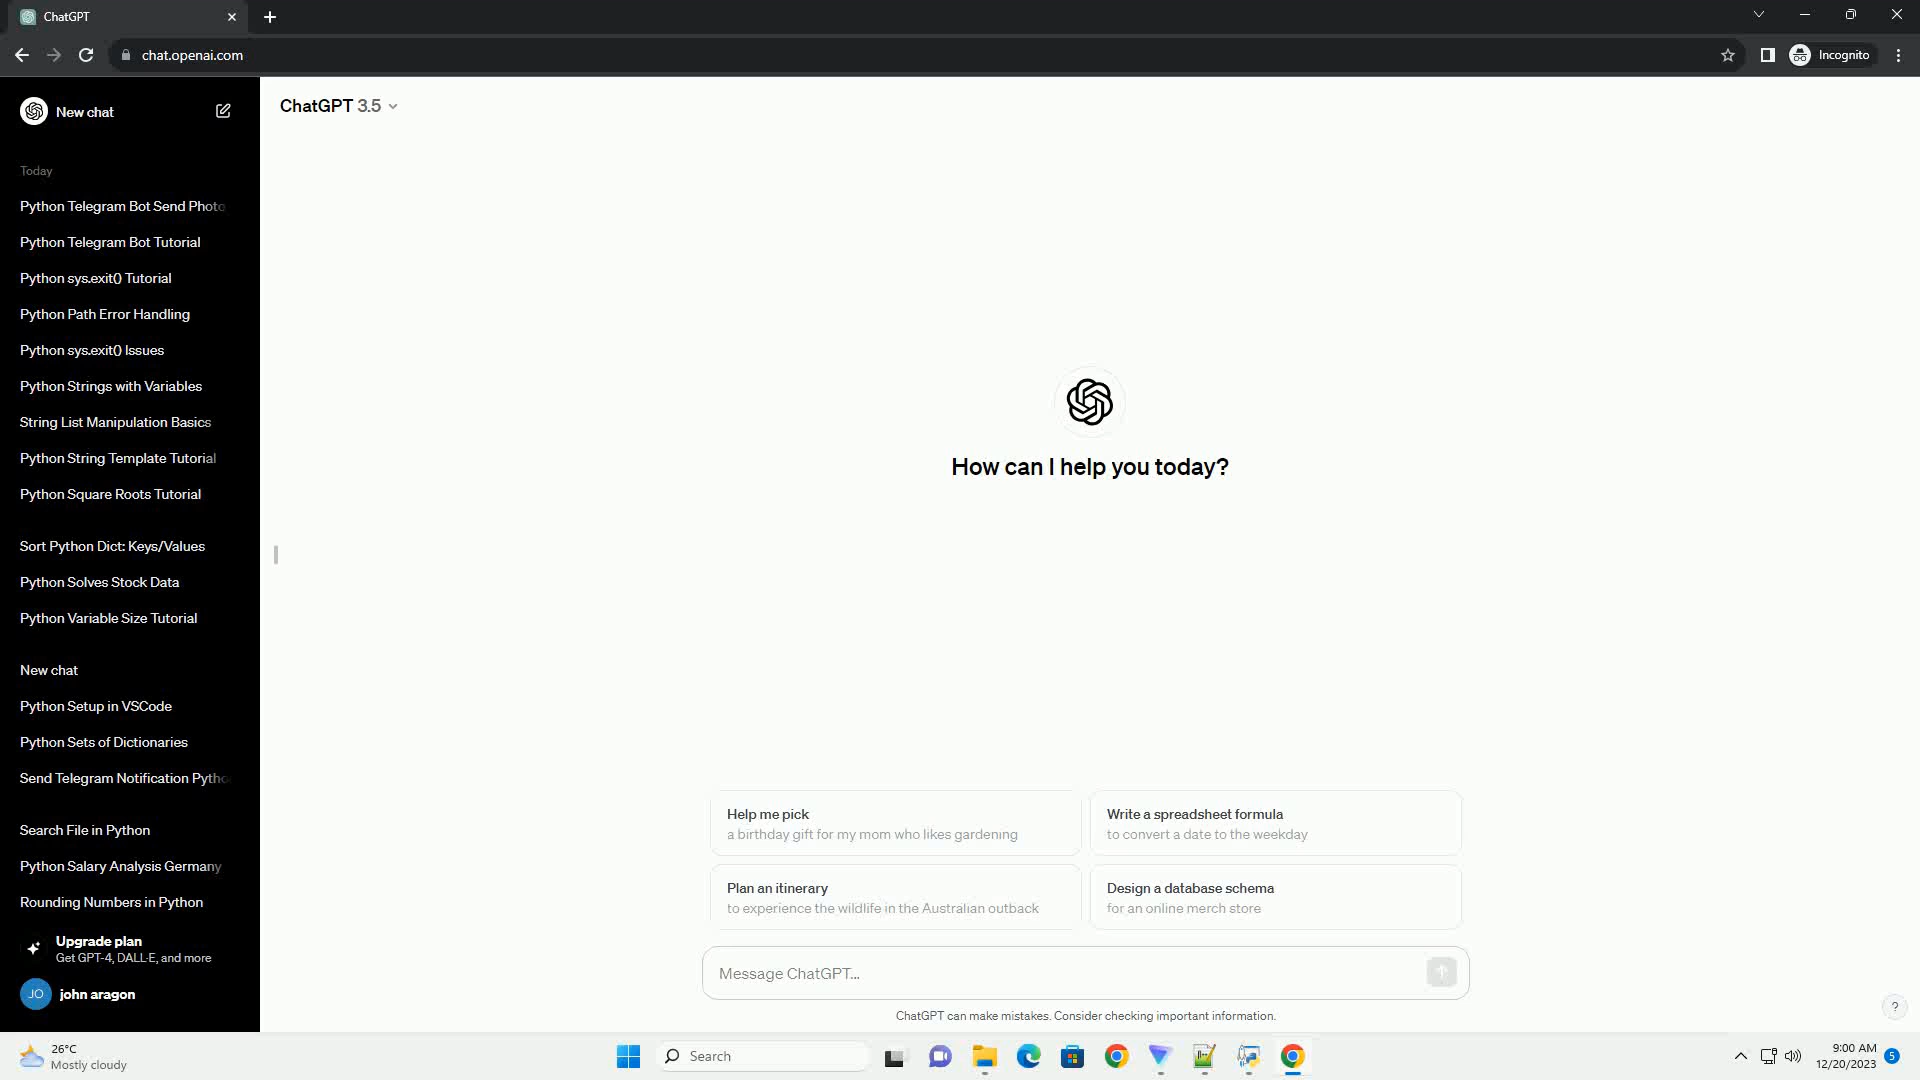 ChatGPT
chat.openai.com
Incognito
New chat
ChatGPT 3.5
Today
Python Telegram Bot Send Photo
Python Telegram Bot Tutorial
Python sys.exit() Tutorial
Python Path Error Handling
Python sys.exit() Issues
Python Strings with Variables
String List Manipulation Basics
Python String Template Tutorial
Python Square Roots Tutorial
Sort Python Dict: Keys/Values
Python Solves Stock Data
Python Variable Size Tutorial
New chat
Python Setup in VSCode
Python Sets of Dictionaries
Send Telegram Notification Pytho
Search File in Python
Python Salary Analysis Germany
Rounding Numbers in Python
Upgrade plan
Get GPT-4, DALL·E, and more
JO john aragon
How can I help you today?
Help me pick
a birthday gift for my mom who likes gardening
Write a spreadsheet formula
to convert a date to the weekday
Plan an itinerary
to experience the wildlife in the Australian outback
Design a database schema
for an online merch store
Message ChatGPT...
ChatGPT can make mistakes. Consider checking important information.
?
26°C
Mostly cloudy
Search
9:00 AM
12/20/2023
5